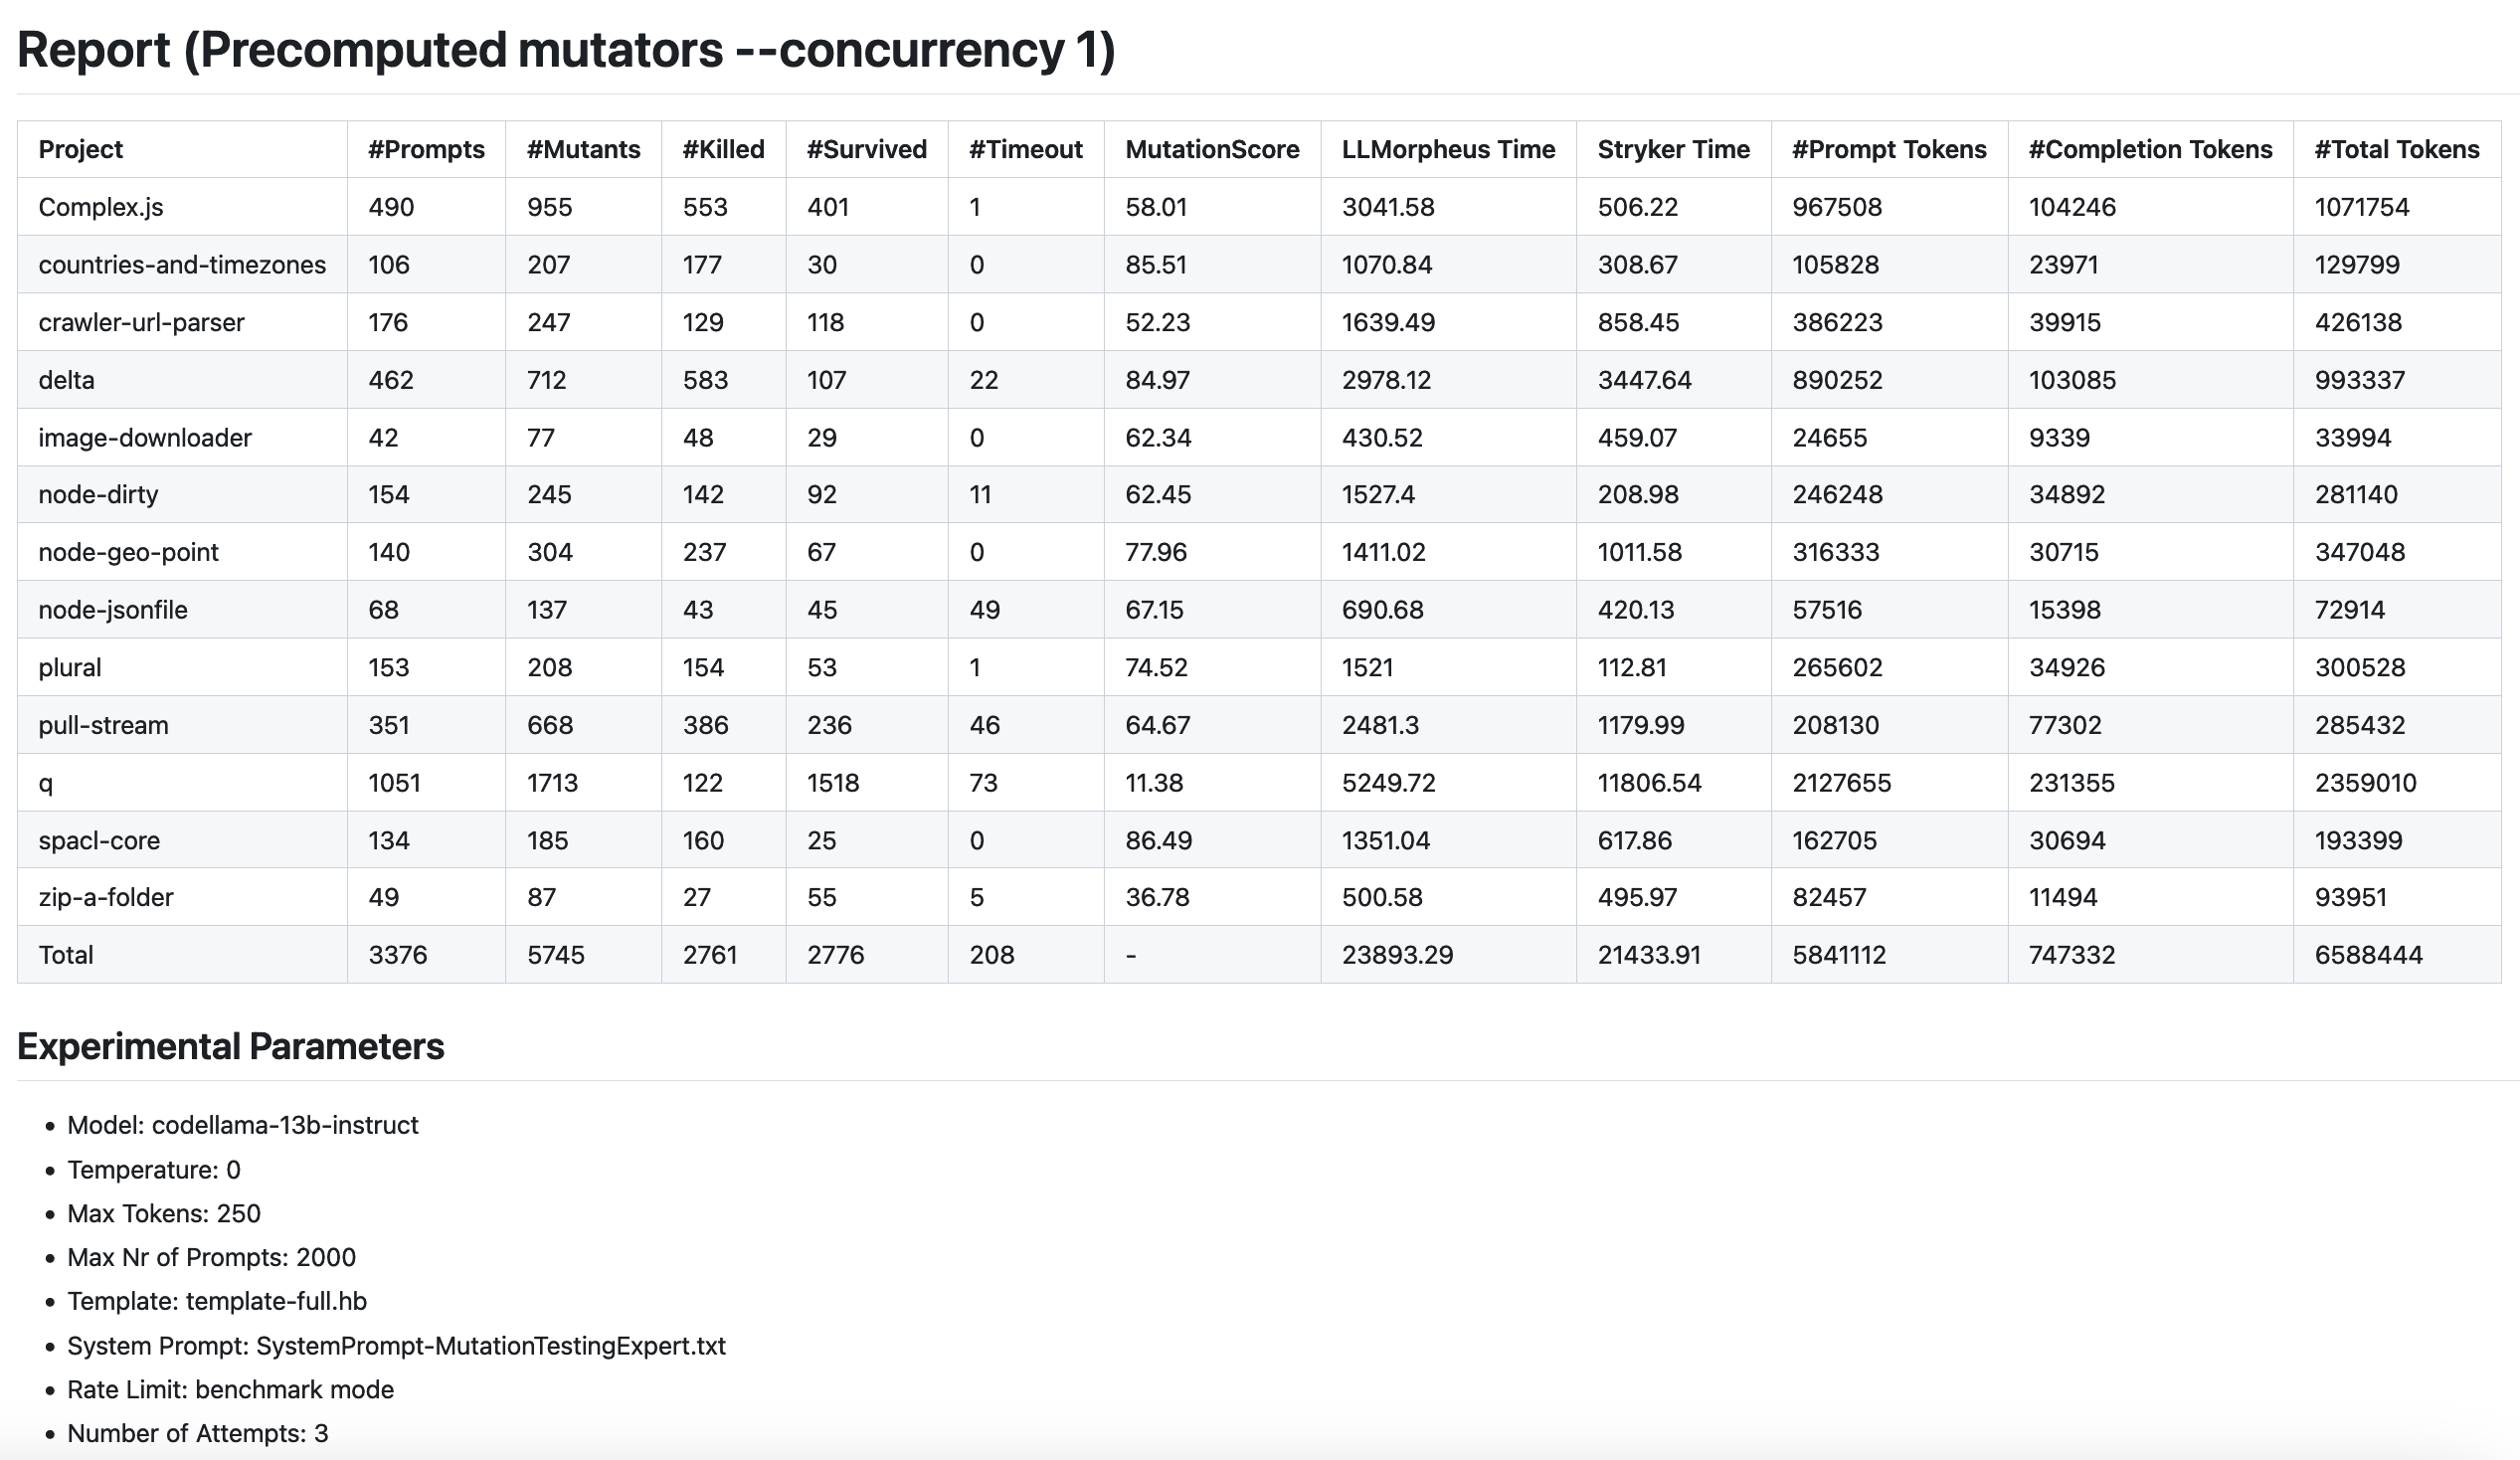 Report (Precomputed mutators --concurrency 1)
Project #Prompts #Mutants #Killed #Survived #Timeout MutationScore LLMorpheus Time Stryker Time #Prompt Tokens #Completion Tokens #Total Tokens
Complex.js 490 955 553 401 1 58.01 3041.58 506.22 967508 104246 1071754
countries-and-timezones 106 207 177 30 0 85.51 1070.84 308.67 105828 23971 129799
crawler-url-parser 176 247 129 118 0 52.23 1639.49 858.45 386223 39915 426138
delta 462 712 583 107 22 84.97 2978.12 3447.64 890252 103085 993337
image-downloader 42 77 48 29 0 62.34 430.52 459.07 24655 9339 33994
node-dirty 154 245 142 92 11 62.45 1527.4 208.98 246248 34892 281140
node-geo-point 140 304 237 67 0 77.96 1411.02 1011.58 316333 30715 347048
node-jsonfile 68 137 43 45 49 67.15 690.68 420.13 57516 15398 72914
plural 153 208 154 53 1 74.52 1521 112.81 265602 34926 300528
pull-stream 351 668 386 236 46 64.67 2481.3 1179.99 208130 77302 285432
q 1051 1713 122 1518 73 11.38 5249.72 11806.54 2127655 231355 2359010
spacl-core 134 185 160 25 0 86.49 1351.04 617.86 162705 30694 193399
zip-a-folder 49 87 27 55 5 36.78 500.58 495.97 82457 11494 93951
Total 3376 5745 2761 2776 208 - 23893.29 21433.91 5841112 747332 6588444
Experimental Parameters
• Model: codellama-13b-instruct
• Temperature: 0
• Max Tokens: 250
• Max Nr of Prompts: 2000
• Template: template-full.hb
• System Prompt: SystemPrompt-MutationTestingExpert.txt
• Rate Limit: benchmark mode
• Number of Attempts: 3